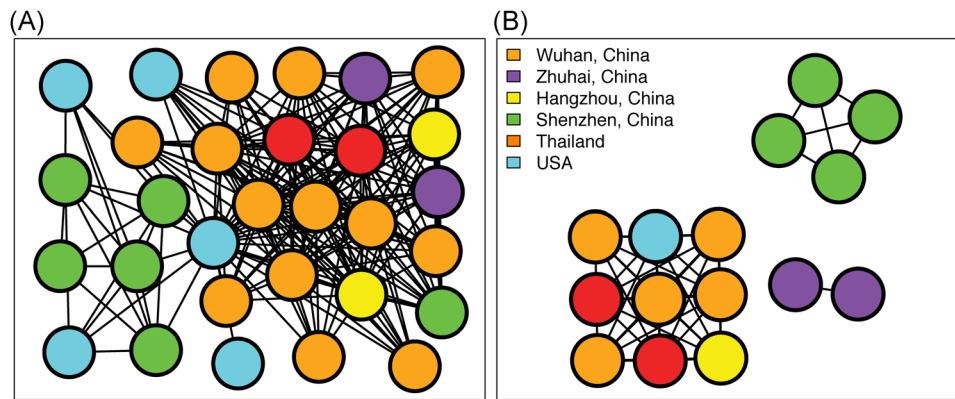 (A)
(B)
Wuhan, China
Zhuhai, China
Hangzhou, China
Shenzhen, China
Thailand
USA